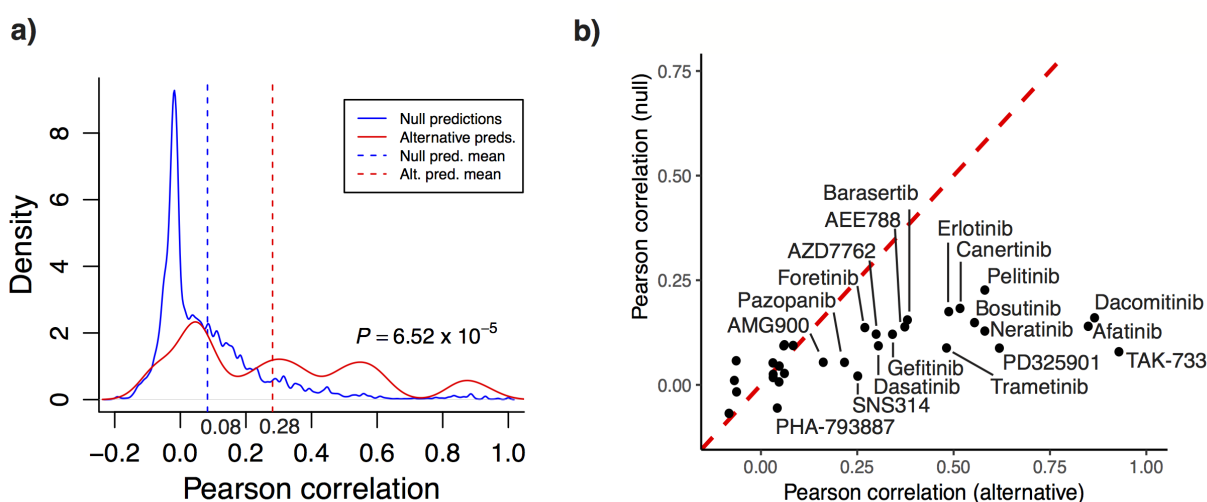 a)
Density
8
6
4
2
0
Null predictions
Alternative preds.
Null pred. mean
Alt. pred. mean
P = 6.52 x 10⁻⁵
0.08
0.28
−0.2
0.0
0.2
0.4
0.6
0.8
1.0
Pearson correlation
b)
Pearson correlation (null)
0.75
0.50
0.25
0.00
Barasertib
AEE788
Erlotinib
AZD7762
Canertinib
Foretinib
Pelitinib
Pazopanib
Bosutinib
Dacomitinib
AMG900
Neratinib
Afatinib
Gefitinib
PD325901
TAK-733
Dasatinib
Trametinib
SNS314
PHA-793887
0.00
0.25
0.50
0.75
1.00
Pearson correlation (alternative)